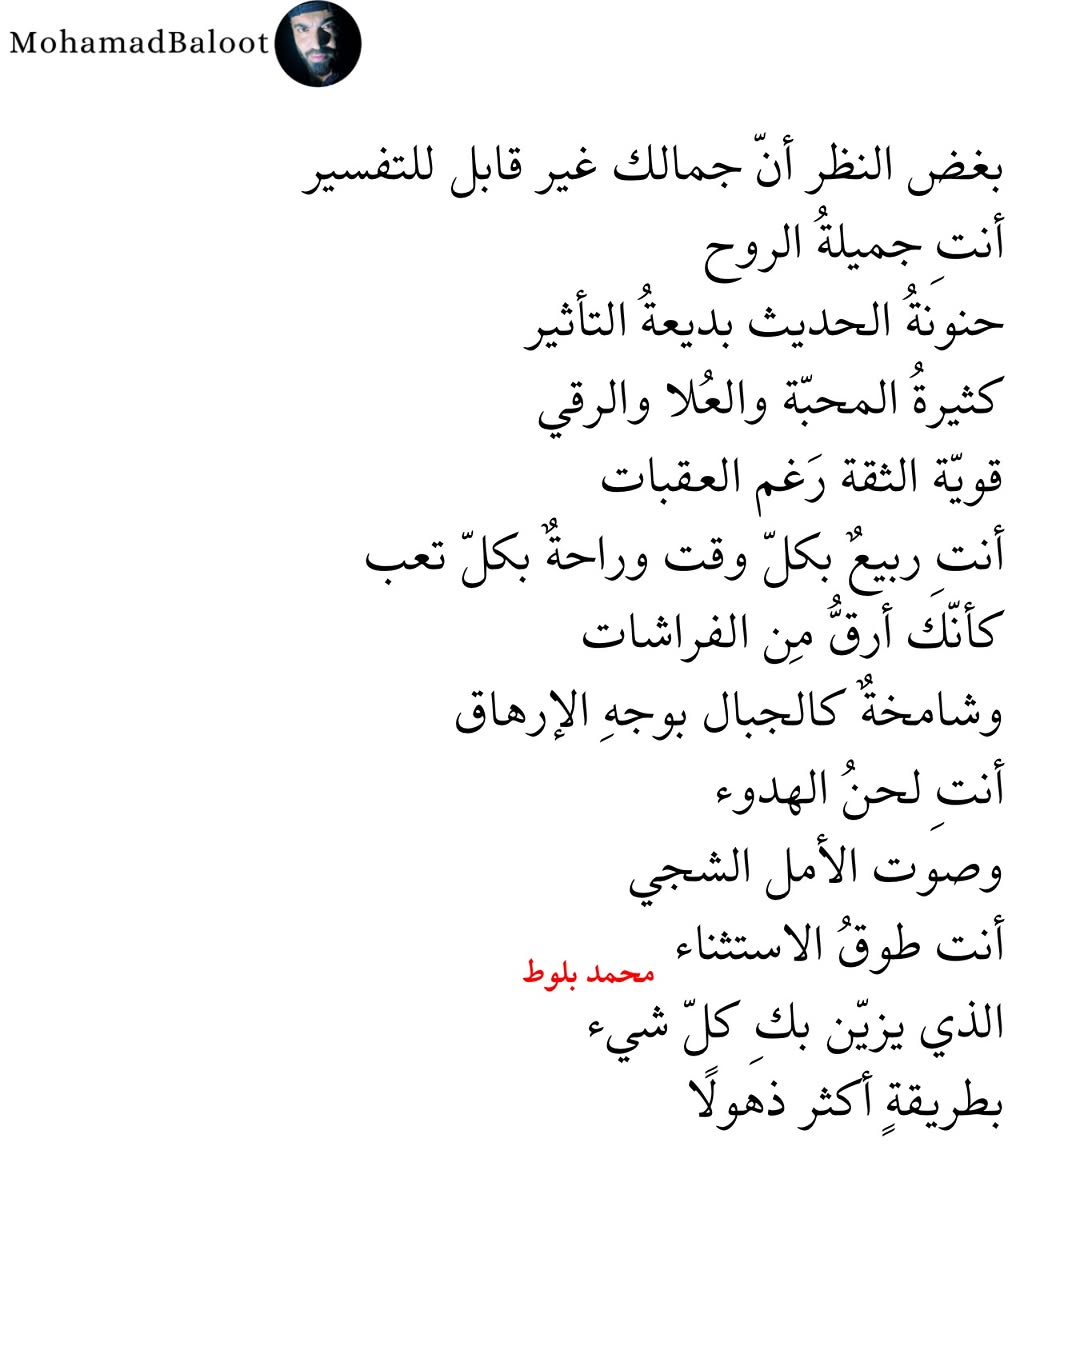 MohamadBaloot
بغض النظر أنّ جمالك غير قابل للتفسير
أنتِ جميلةُ الروح
حنونةُ الحديث بديعةُ التأثير
كثيرةُ المحبّة والعُلا والرقي
قويّة الثقة رَغم العقبات
أنتِ ربيعٌ بكلّ وقت وراحةٌ بكلّ تعب
كأنّكِ أرقُّ مِن الفراشات
وشامخةٌ كالجبال بوجهِ الإرهاق
أنتِ لحنُ الهدوء
وصوت الأمل الشجي
أنت طوقُ الاستثناء
محمد بلوط
الذي يزيّن بكِ كلّ شيء
بطريقةٍ أكثر ذهولًا